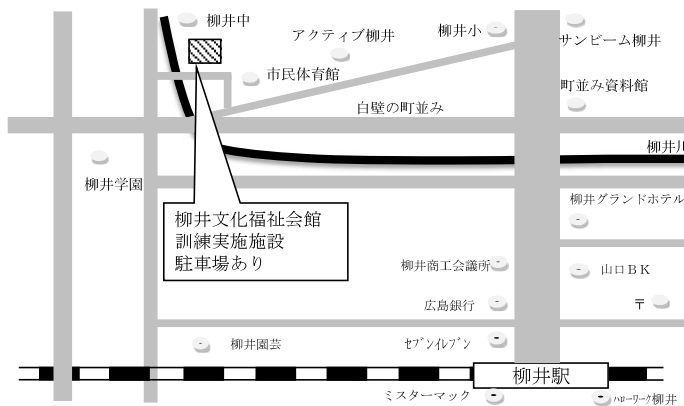 柳井中
アクティブ柳井
柳井小
サンビーム柳井
市民体育館
町並み資料館
白壁の町並み
柳井川
柳井学園
柳井グランドホテル
柳井文化福祉会館
訓練実施施設
駐車場あり
柳井商工会議所
山口ＢＫ
広島銀行
〒
柳井園芸
ｾﾌﾞﾝｲﾚﾌﾞﾝ
柳井駅
ミスターマック
ﾊﾛｰﾜｰｸ柳井